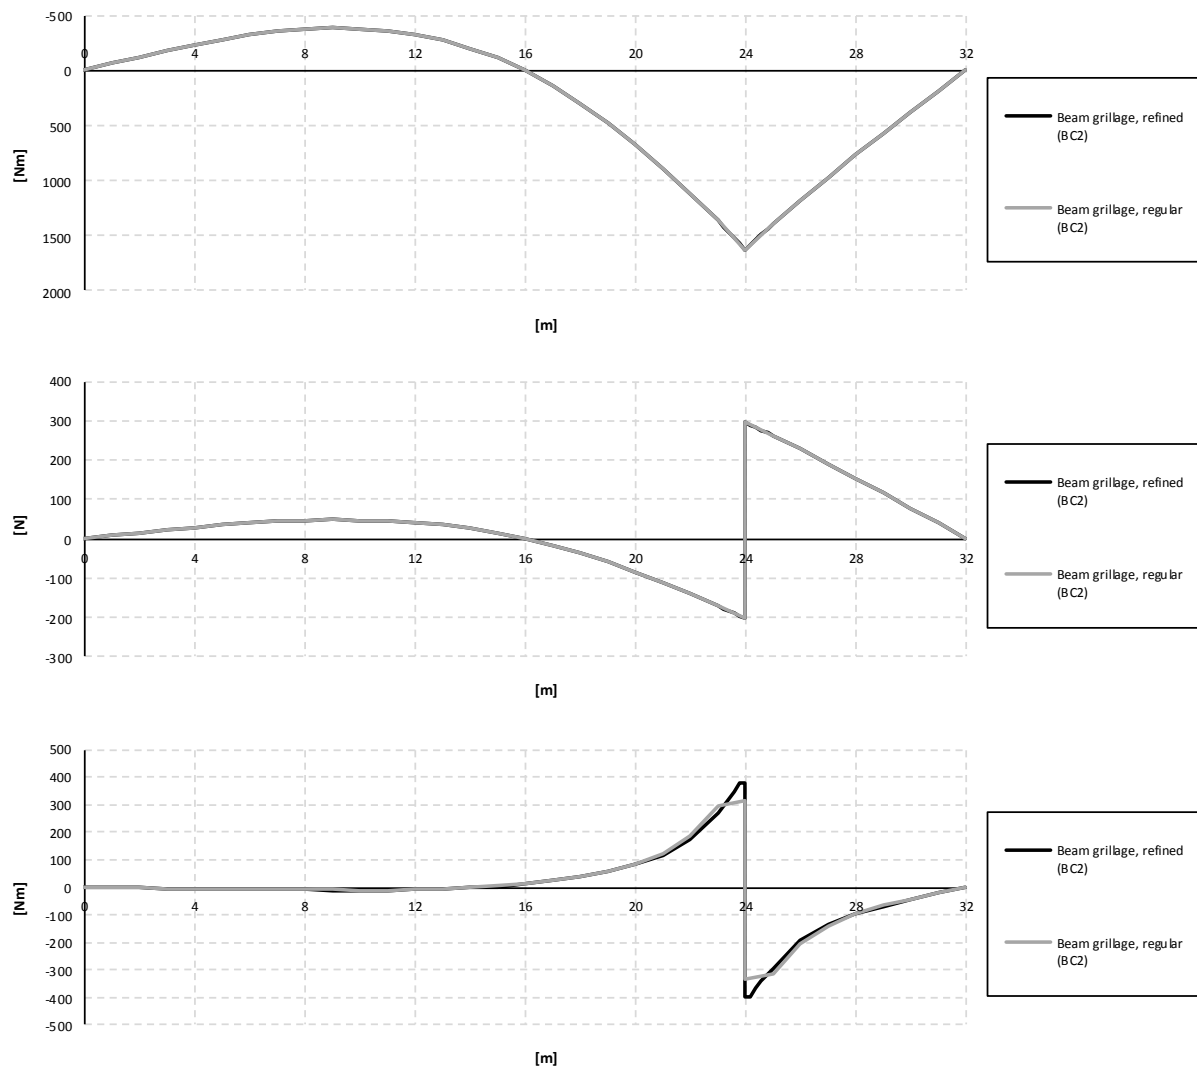 -500
0 4 8 12 16 20 24 28 32
0
500
1000
1500
2000
[Nm]
[m]
Beam grillage, refined
(BC2)
Beam grillage, regular
(BC2)
400
300
200
100
0
0 4 8 12 16 20 24 28 32
-100
-200
-300
[N]
[m]
Beam grillage, refined
(BC2)
Beam grillage, regular
(BC2)
500
400
300
200
100
0
0 4 8 12 16 20 24 28 32
-100
-200
-300
-400
-500
[Nm]
[m]
Beam grillage, refined
(BC2)
Beam grillage, regular
(BC2)